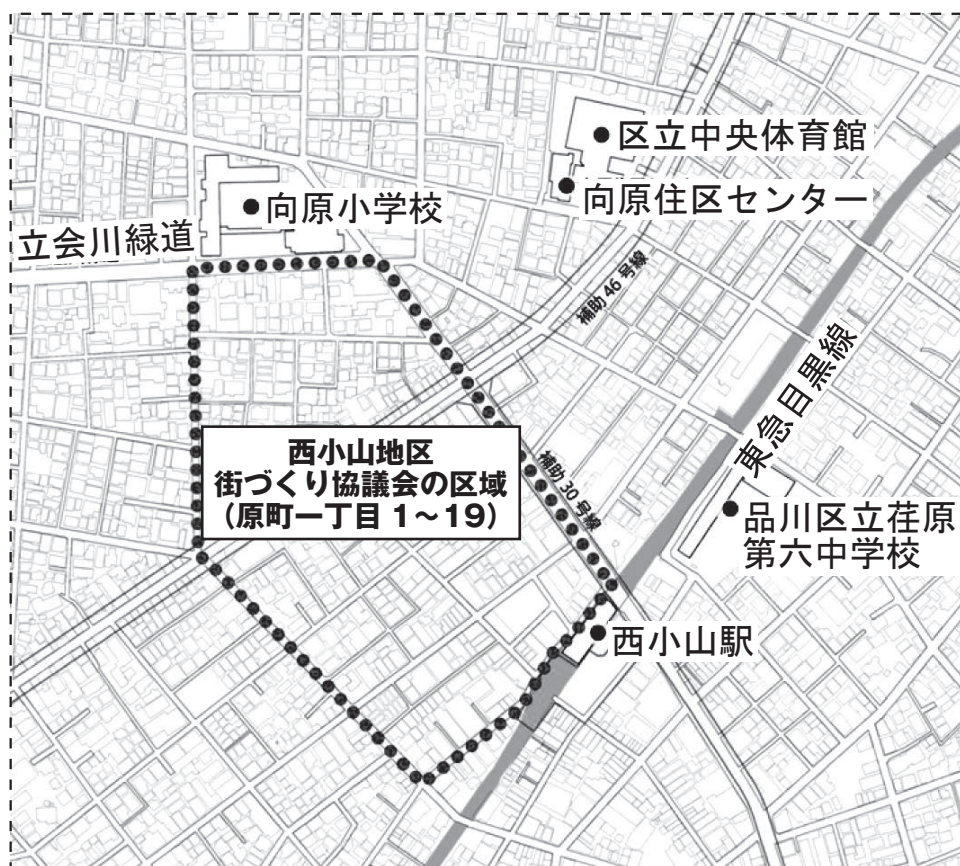 区立中央体育館
向原住区センター
向原小学校
立会川緑道
補助46号線
東急目黒線
西小山地区
街づくり協議会の区域
(原町一丁目1～19)
補助30号線
品川区立荏原
第六中学校
西小山駅